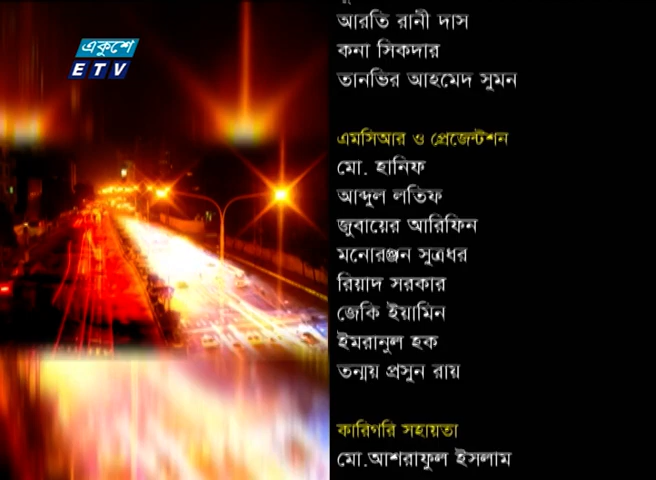 একুশে
ETV
আরতি রানী দাস
কনা সিকদার
তানভির আহমেদ সুমন
এমসিআর ও প্রেজেন্টশন
মো. হানিফ
আব্দুল লতিফ
জুবায়ের আরিফিন
মনোরঞ্জন সুত্রধর
রিয়াদ সরকার
জেকি ইয়ামিন
ইমরানুল হক
তন্ময় প্রসুন রায়
কারিগরি সহায়তা
মো.আশরাফুল ইসলাম